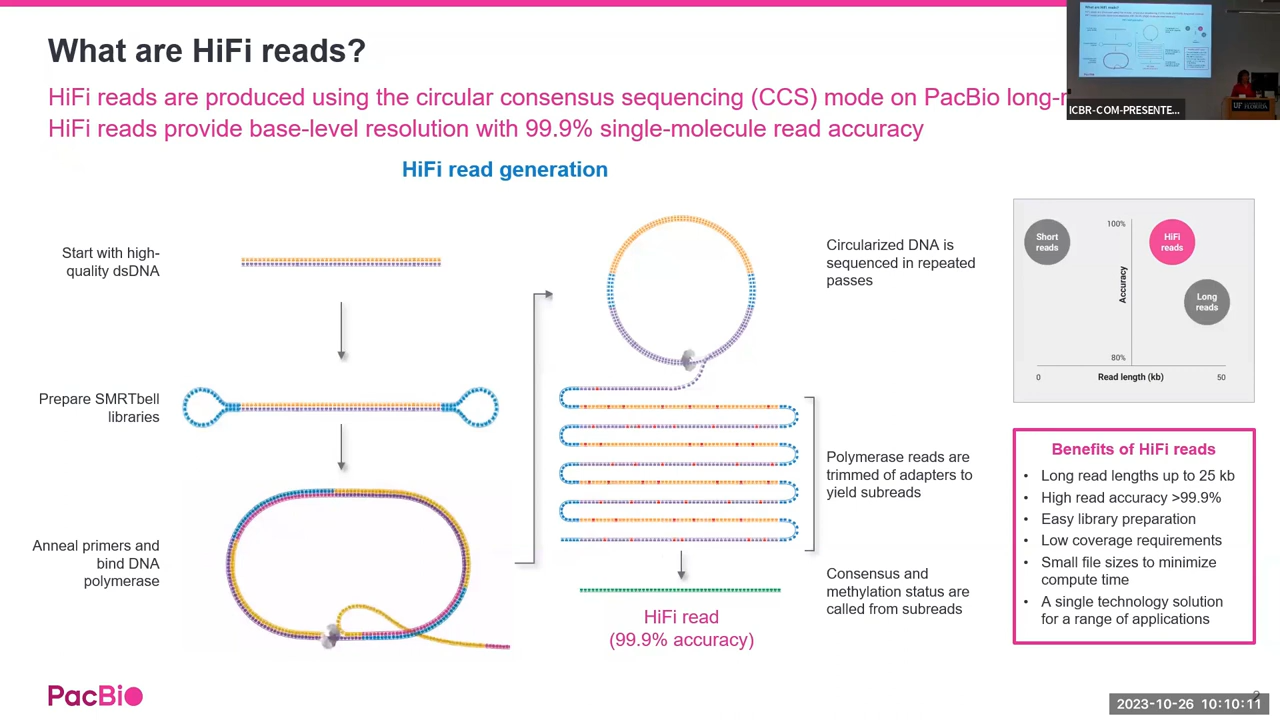 What are HiFi reads?
HiFi reads are produced using the circular consensus sequencing (CCS) mode on PacBio
HiFi reads provide base-level resolution with 99.9% single-molecule read accuracy
HiFi read generation
Start with high-
quality dsDNA
Prepare SMRTbell
libraries
Anneal primers and
bind DNA
polymerase
Circularized DNA is
sequenced in repeated
passes
Polymerase reads are
trimmed of adapters to
yield subreads
Consensus and
methylation status are
called from subreads
HiFi read
(99.9% accuracy)
Short
reads
100%
HiFi
reads
Accuracy
Long
reads
80%
0
Read length (kb)
50
Benefits of HiFi reads
• Long read lengths up to 25 kb
• High read accuracy >99.9%
• Easy library preparation
• Low coverage requirements
• Small file sizes to minimize
compute time
• A single technology solution
for a range of applications
PacBio
2
2023-10-26 10:10:11
ICBR-COM-PRESENTE...
What are HiFi reads?
UF